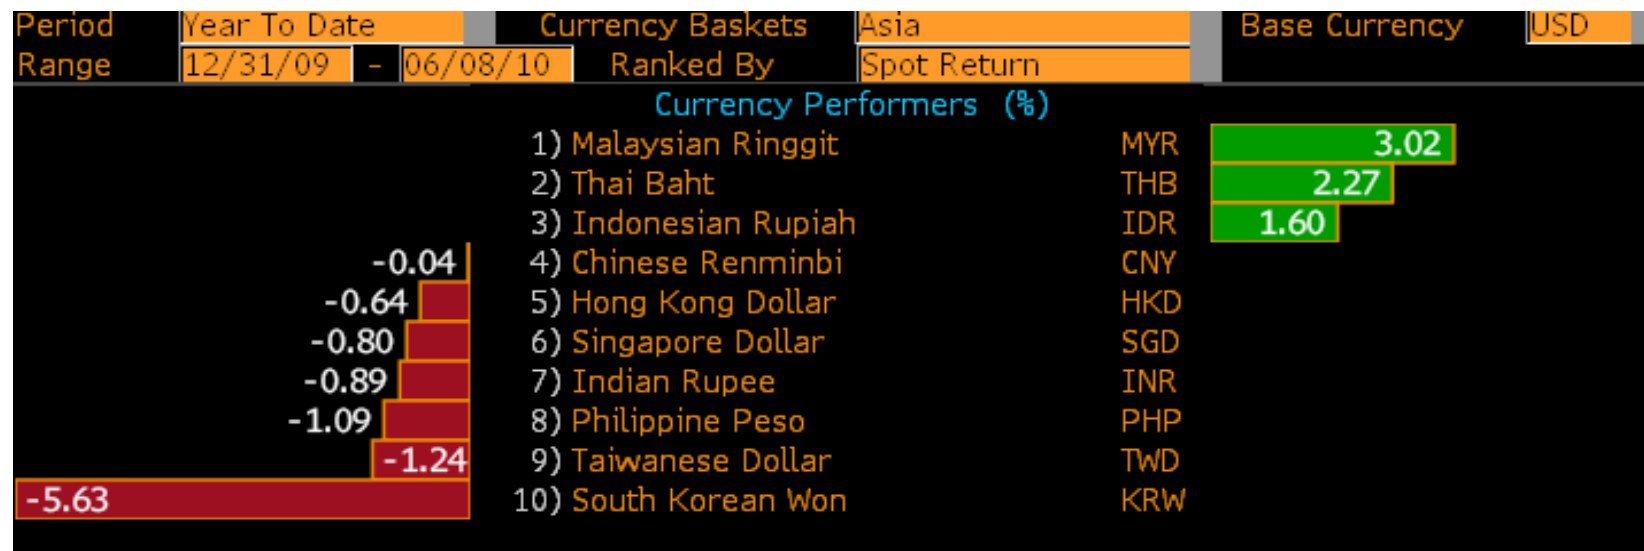 Period Year To Date Currency Baskets Asia Base Currency USD
Range 12/31/09 - 06/08/10 Ranked By Spot Return
Currency Performers (%)
1) Malaysian Ringgit MYR 3.02
2) Thai Baht THB 2.27
3) Indonesian Rupiah IDR 1.60
-0.04 4) Chinese Renminbi CNY
-0.64 5) Hong Kong Dollar HKD
-0.80 6) Singapore Dollar SGD
-0.89 7) Indian Rupee INR
-1.09 8) Philippine Peso PHP
-1.24 9) Taiwanese Dollar TWD
-5.63 10) South Korean Won KRW